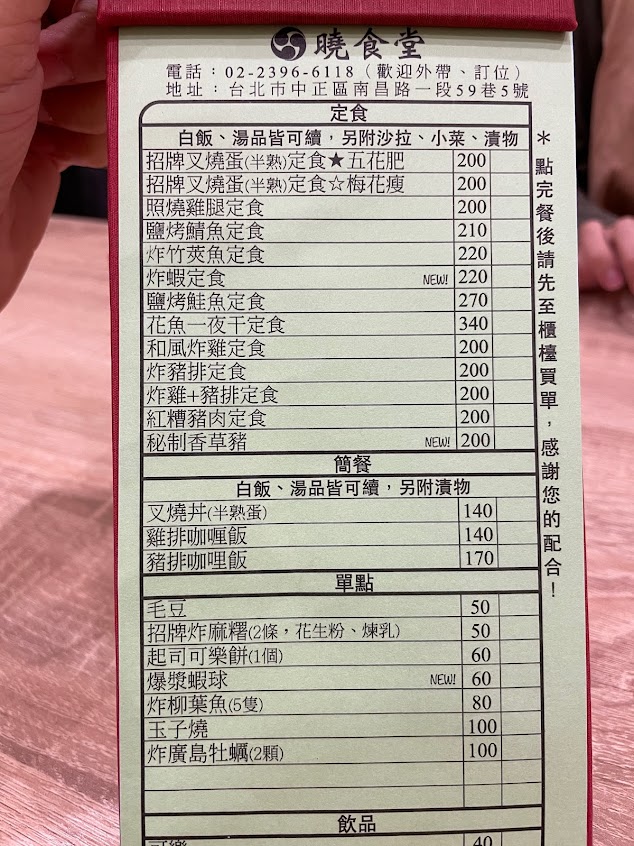 曉食堂
電話：02-2396-6118（歡迎外帶、訂位）
地址：台北市中正區南昌路一段59巷5號
定食
白飯、湯品皆可續，另附沙拉、小菜、漬物
招牌叉燒蛋(半熟)定食★五花肥 200
招牌叉燒蛋(半熟)定食☆梅花瘦 200
照燒雞腿定食 200
鹽烤鯖魚定食 210
炸竹莢魚定食 220
炸蝦定食 NEW! 220
鹽烤鮭魚定食 270
花魚一夜干定食 340
和風炸雞定食 200
炸豬排定食 200
炸雞+豬排定食 200
紅糟豬肉定食 200
秘制香草豬 NEW! 200
簡餐
白飯、湯品皆可續，另附漬物
叉燒丼(半熟蛋) 140
雞排咖喱飯 140
豬排咖哩飯 170
單點
毛豆 50
招牌炸麻糬(2條，花生粉、煉乳) 50
起司可樂餅(1個) 60
爆漿蝦球 NEW! 60
炸柳葉魚(5隻) 80
玉子燒 100
炸廣島牡蠣(2顆) 100
飲品
可樂 40
＊點完餐後請先至櫃檯買單，感謝您的配合！